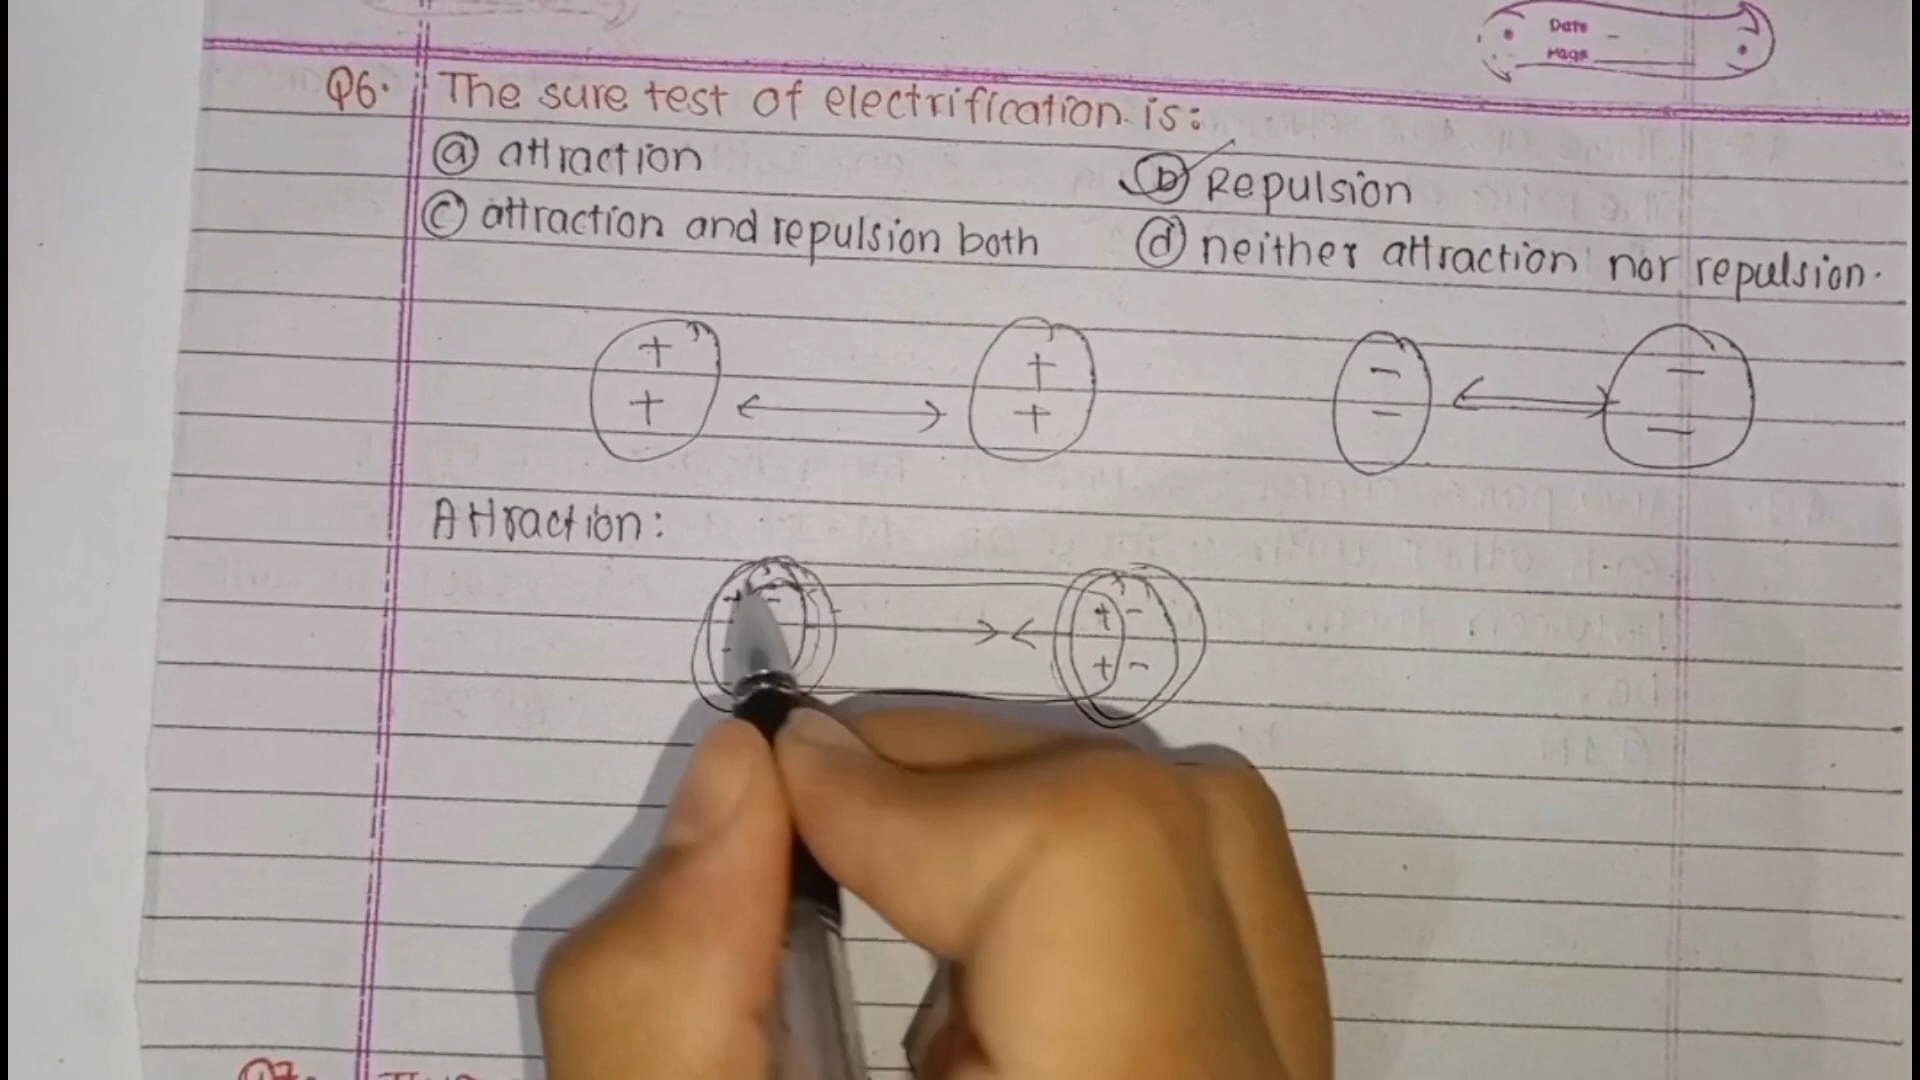 Date
Page
Q6. The sure test of electrification is:
(a) attraction (b) Repulsion
(c) attraction and repulsion both (d) neither attraction nor repulsion.
+ + - -
+ + - -
Attraction:
- + -
- + -
Q7.